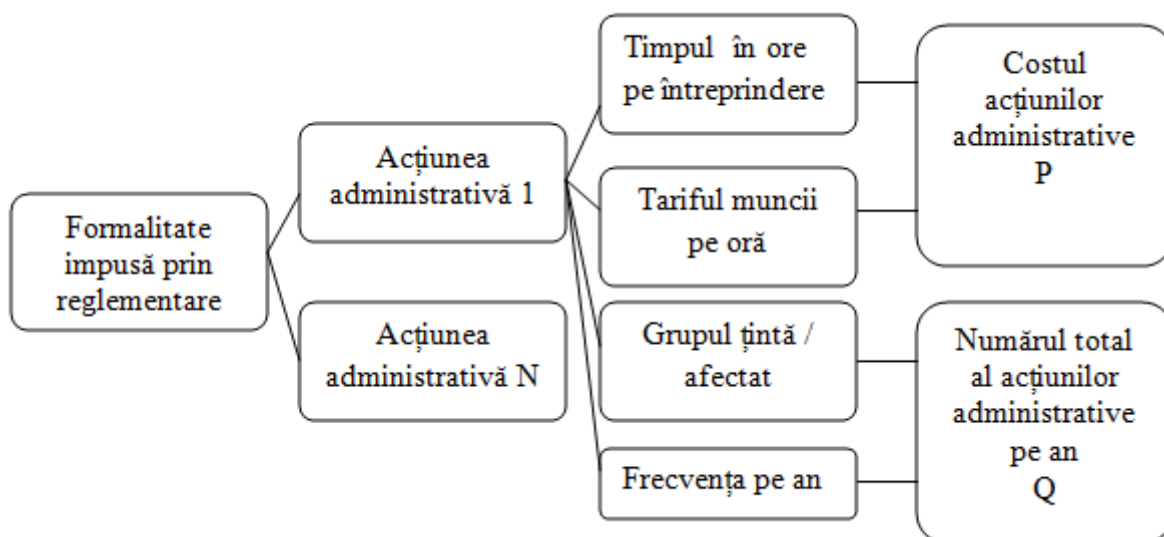 Formalitate
impusă prin
reglementare
Acțiunea
administrativă 1
Acțiunea
administrativă N
Timpul în ore
pe întreprindere
Tariful muncii
pe oră
Grupul țintă /
afectat
Frecvența pe an
Costul
acțiunilor
administrative
P
Numărul total
al acțiunilor
administrative
pe an
Q